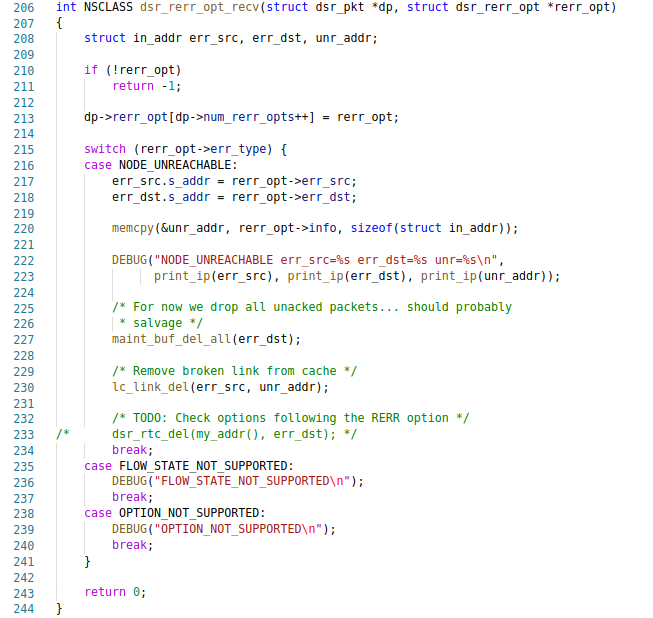 206 int NSCLASS dsr_rerr_opt_recv(struct dsr_pkt *dp, struct dsr_rerr_opt *rerr_opt)
207 {
208     struct in_addr err_src, err_dst, unr_addr;
209
210     if (!rerr_opt)
211         return -1;
212
213     dp->rerr_opt[dp->num_rerr_opts++] = rerr_opt;
214
215     switch (rerr_opt->err_type) {
216     case NODE_UNREACHABLE:
217         err_src.s_addr = rerr_opt->err_src;
218         err_dst.s_addr = rerr_opt->err_dst;
219
220         memcpy(&unr_addr, rerr_opt->info, sizeof(struct in_addr));
221
222         DEBUG("NODE_UNREACHABLE err_src=%s err_dst=%s unr=%s\n",
223               print_ip(err_src), print_ip(err_dst), print_ip(unr_addr));
224
225         /* For now we drop all unacked packets... should probably
226          * salvage */
227         maint_buf_del_all(err_dst);
228
229         /* Remove broken link from cache */
230         lc_link_del(err_src, unr_addr);
231
232         /* TODO: Check options following the RERR option */
233 /*      dsr_rtc_del(my_addr(), err_dst); */
234         break;
235     case FLOW_STATE_NOT_SUPPORTED:
236         DEBUG("FLOW_STATE_NOT_SUPPORTED\n");
237         break;
238     case OPTION_NOT_SUPPORTED:
239         DEBUG("OPTION_NOT_SUPPORTED\n");
240         break;
241     }
242
243     return 0;
244 }